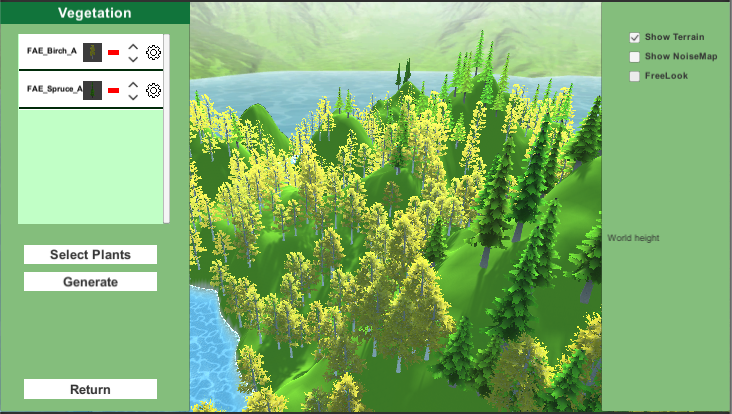 Vegetation
FAE_Birch_A
FAE_Spruce_A
Select Plants
Generate
Return
Show Terrain
Show NoiseMap
FreeLook
World height